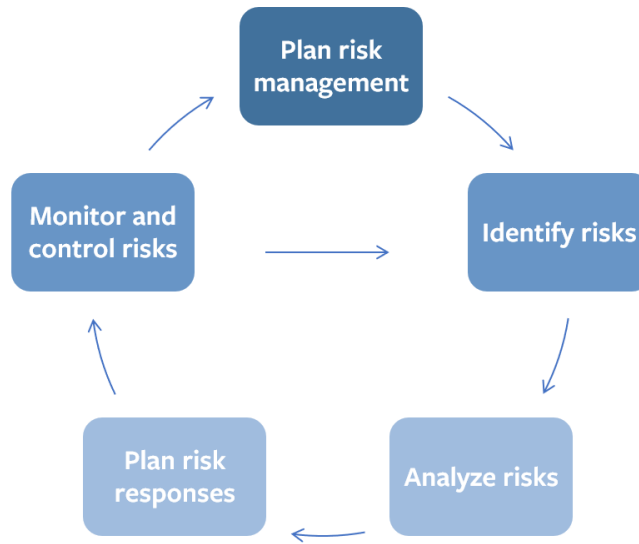 Plan risk
management
Identify risks
Analyze risks
Plan risk
responses
Monitor and
control risks